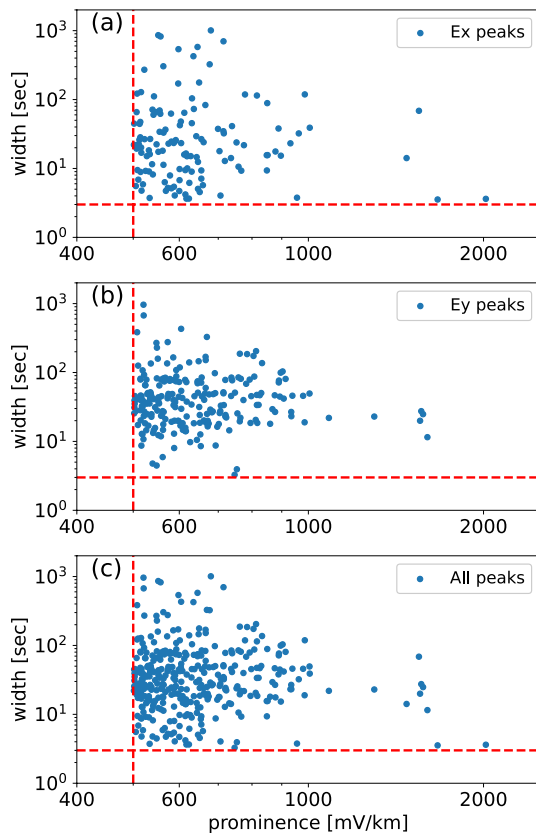 (a)
Ex peaks
width [sec]
10³
10²
10¹
10⁰
400
600
1000
2000
(b)
Ey peaks
width [sec]
10³
10²
10¹
10⁰
400
600
1000
2000
(c)
All peaks
width [sec]
10³
10²
10¹
10⁰
400
600
1000
2000
prominence [mV/km]